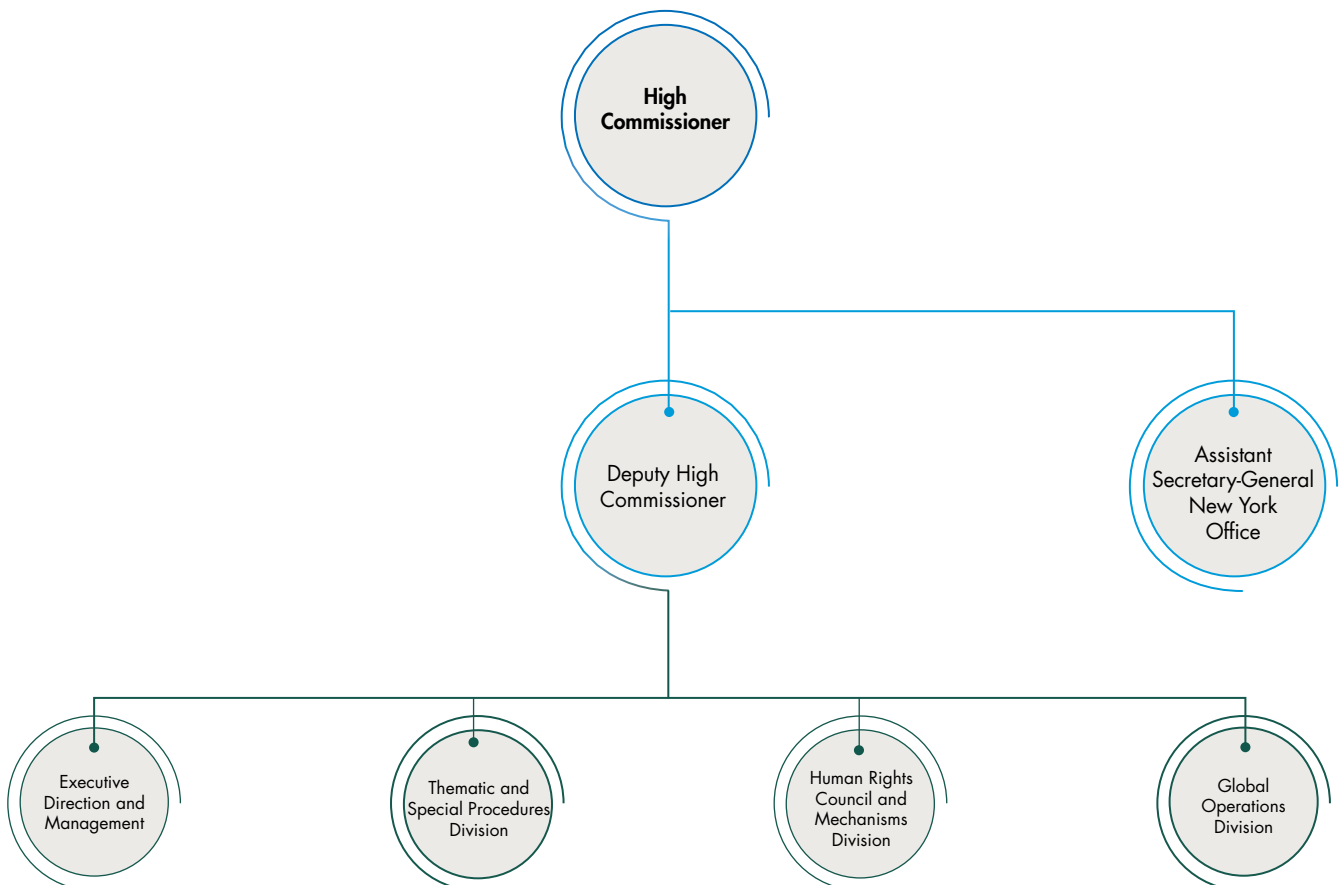 High
Commissioner
Deputy High
Commissioner
Assistant
Secretary-General
New York
Office
Executive
Direction and
Management
Thematic and
Special Procedures
Division
Human Rights
Council and
Mechanisms
Division
Global
Operations
Division